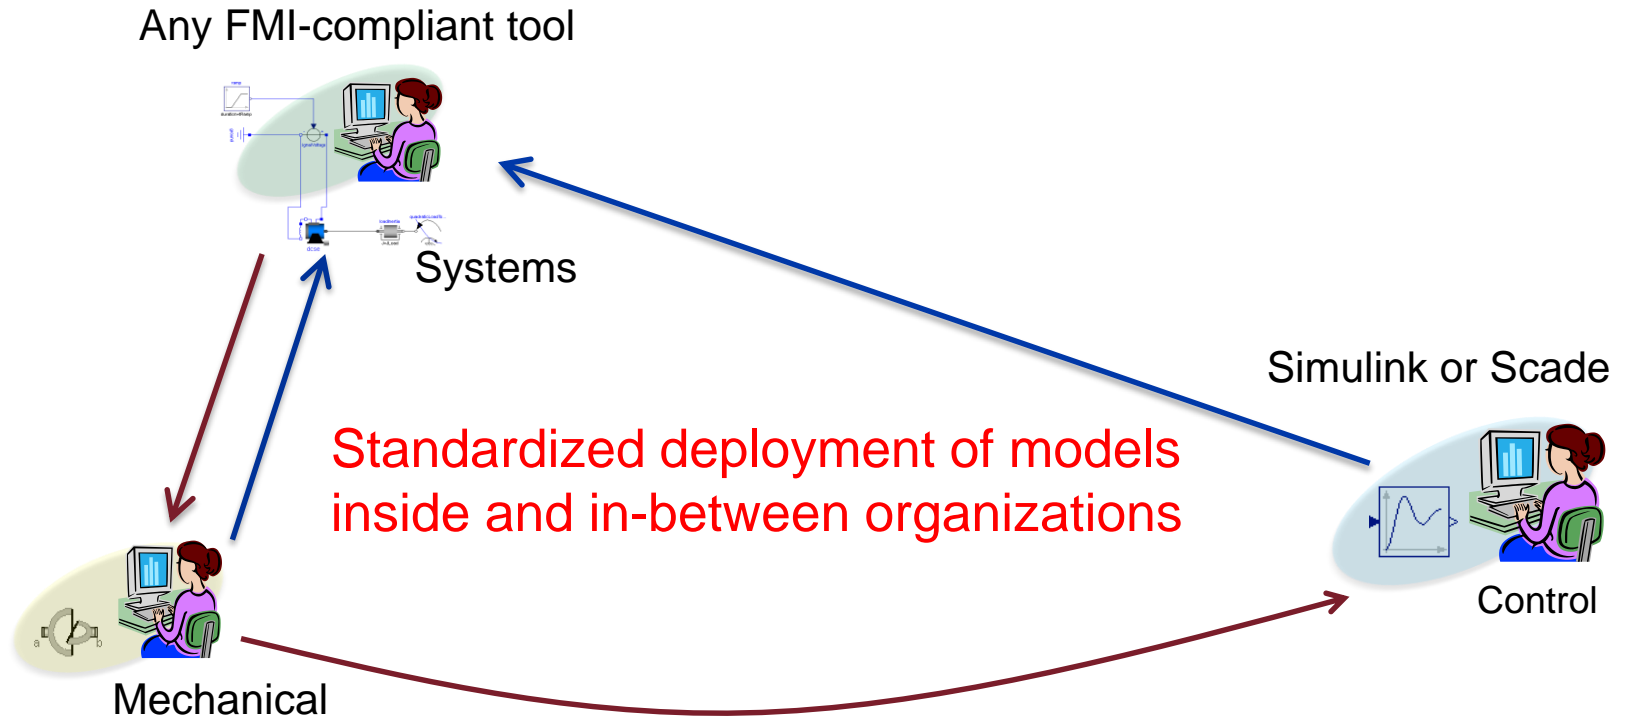 Any FMI-compliant tool
Systems
Simulink or Scade
Standardized deployment of models
inside and in-between organizations
a
b
Control
Mechanical